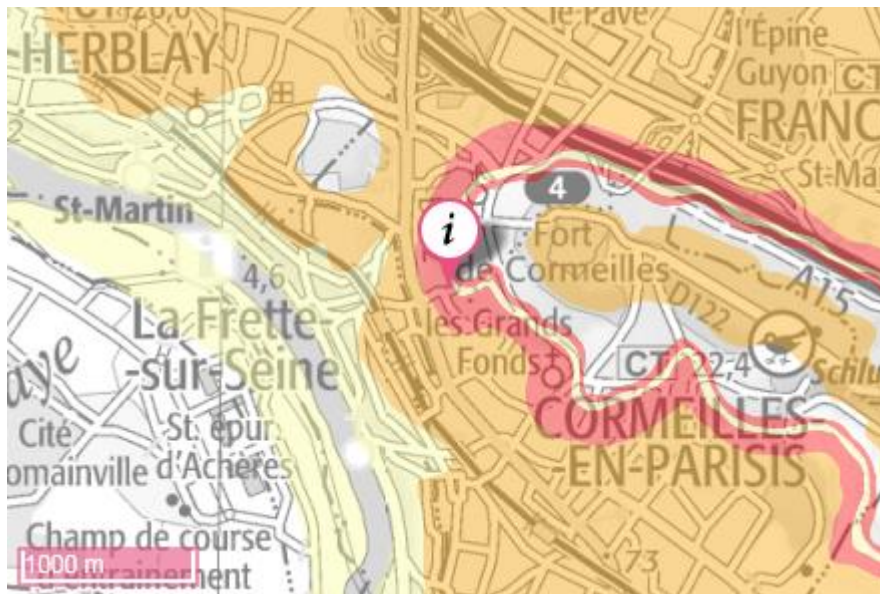 le-Pavé
HERBLAY
l'Épine
Guyon
CT
FRANC
St-Ma
St-Martin
4
i
Fort
de Cormeilles
4,6
A15
D122
La Frette-
-sur-Seine
les Grands
Fonds
CT
22,4
Schlu
aye
Cité
omainville
St. épur.
d'Achères
CORMEILLES
-EN-PARISIS
Champ de course
d'entrainement
73
1000 m